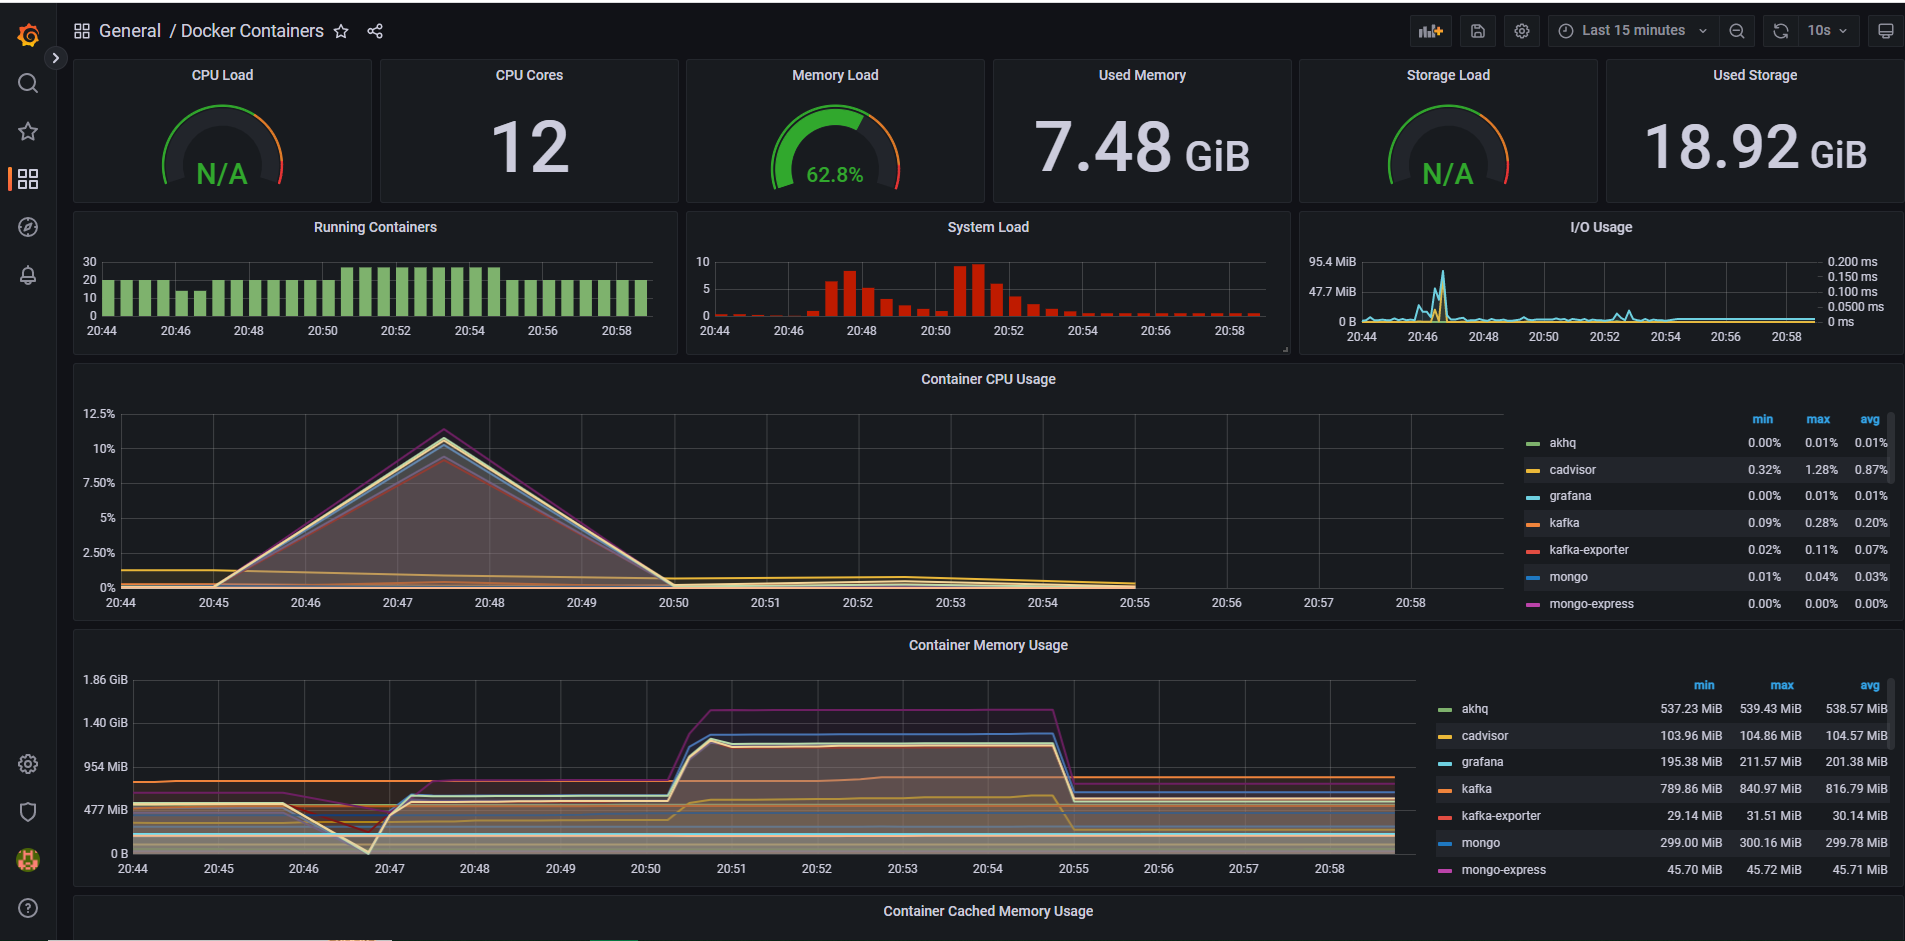 General / Docker Containers
Last 15 minutes
10s
CPU Load
CPU Cores
Memory Load
Used Memory
Storage Load
Used Storage
N/A
12
62.8%
7.48 GiB
N/A
18.92 GiB
Running Containers
30
20
10
0
20:44 20:46 20:48 20:50 20:52 20:54 20:56 20:58
System Load
10
5
0
20:44 20:46 20:48 20:50 20:52 20:54 20:56 20:58
I/O Usage
95.4 MiB
47.7 MiB
0 B
0.200 ms
0.150 ms
0.100 ms
0.0500 ms
0 ms
20:44 20:46 20:48 20:50 20:52 20:54 20:56 20:58
Container CPU Usage
12.5%
10%
7.50%
5%
2.50%
0%
20:44 20:45 20:46 20:47 20:48 20:49 20:50 20:51 20:52 20:53 20:54 20:55 20:56 20:57 20:58
min max avg
akhq 0.00% 0.01% 0.01%
cadvisor 0.32% 1.28% 0.87%
grafana 0.00% 0.01% 0.01%
kafka 0.09% 0.28% 0.20%
kafka-exporter 0.02% 0.11% 0.07%
mongo 0.01% 0.04% 0.03%
mongo-express 0.00% 0.00% 0.00%
Container Memory Usage
1.86 GiB
1.40 GiB
954 MiB
477 MiB
0 B
20:44 20:45 20:46 20:47 20:48 20:49 20:50 20:51 20:52 20:53 20:54 20:55 20:56 20:57 20:58
min max avg
akhq 537.23 MiB 539.43 MiB 538.57 MiB
cadvisor 103.96 MiB 104.86 MiB 104.57 MiB
grafana 195.38 MiB 211.57 MiB 201.38 MiB
kafka 789.86 MiB 840.97 MiB 816.79 MiB
kafka-exporter 29.14 MiB 31.51 MiB 30.14 MiB
mongo 299.00 MiB 300.16 MiB 299.78 MiB
mongo-express 45.70 MiB 45.72 MiB 45.71 MiB
Container Cached Memory Usage